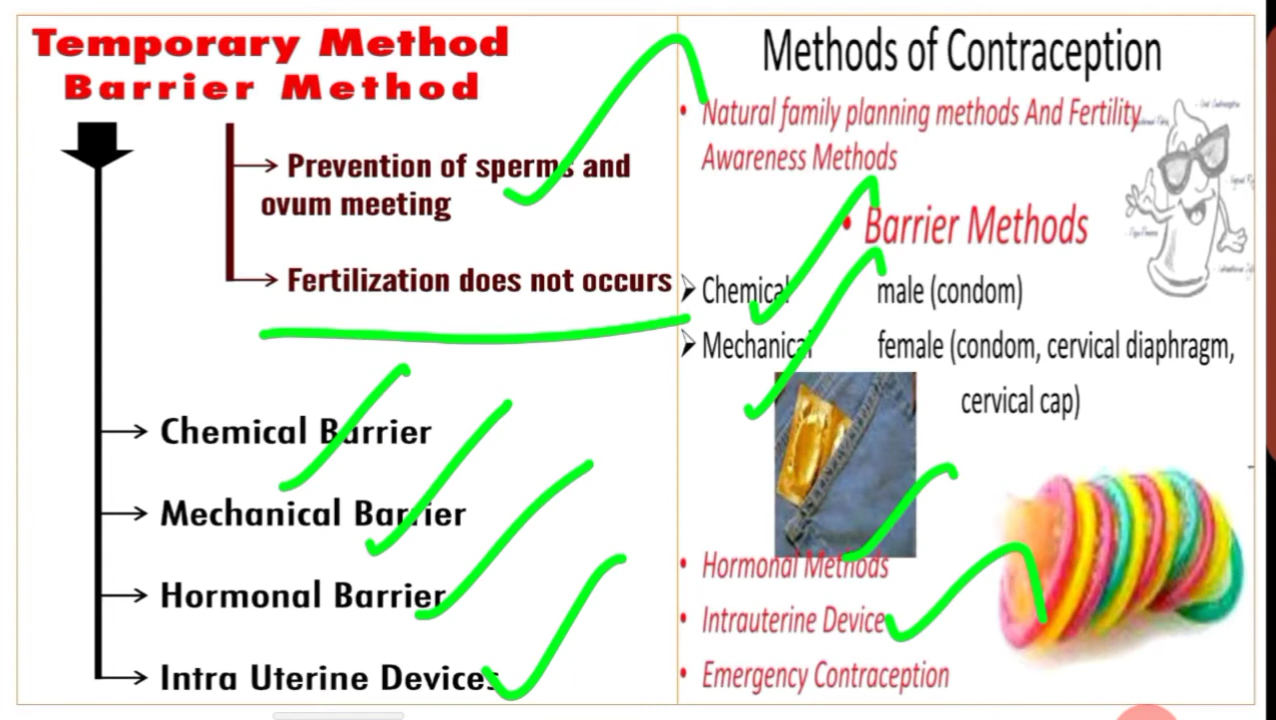 Temporary Method
Barrier Method
Prevention of sperms and
ovum meeting
Fertilization does not occurs
Chemical Barrier
Mechanical Barrier
Hormonal Barrier
Intra Uterine Devices
Methods of Contraception
• Natural family planning methods And Fertility
Awareness Methods
• Barrier Methods
Chemical male (condom)
Mechanical female (condom, cervical diaphragm,
cervical cap)
• Hormonal Methods
• Intrauterine Device
• Emergency Contraception